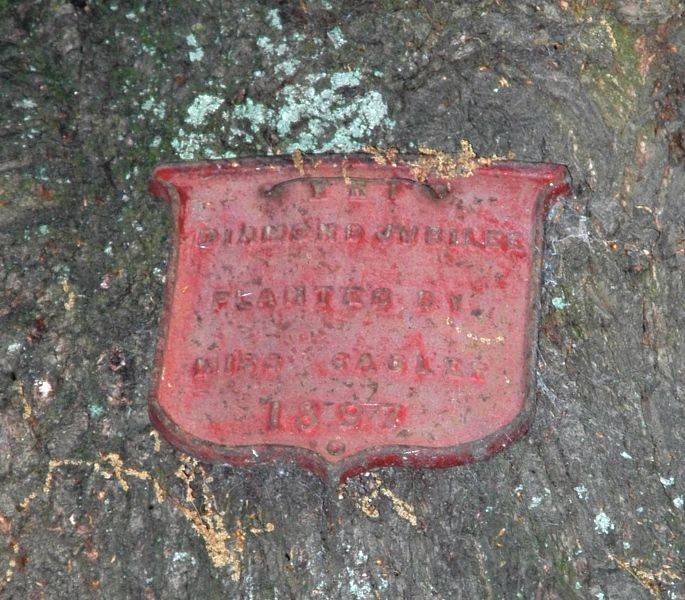 DIAMOND JUBILEE
PLANTED BY
MISS
1897